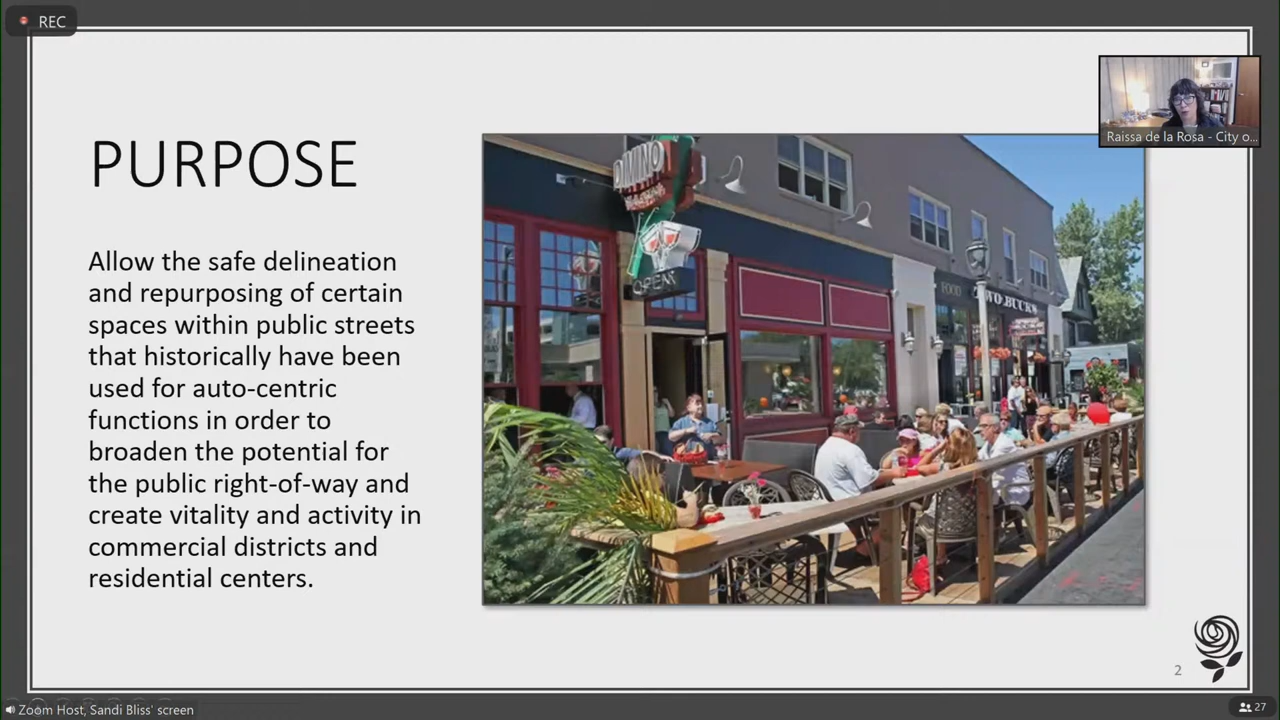 REC
PURPOSE
Allow the safe delineation
and repurposing of certain
spaces within public streets
that historically have been
used for auto-centric
functions in order to
broaden the potential for
the public right-of-way and
create vitality and activity in
commercial districts and
residential centers.
DIVINO
OPEN
FOOD
TWO BUCKS
Raissa de la Rosa - City o...
2
Zoom Host, Sandi Bliss' screen
27